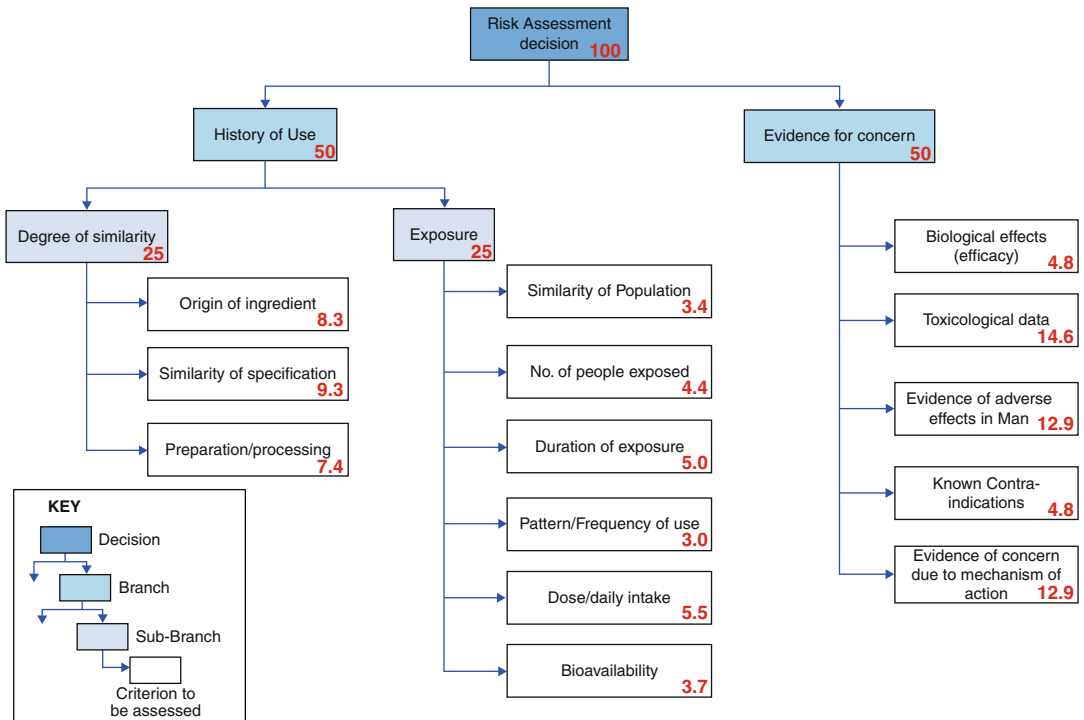 Risk Assessment
decision
100
History of Use
50
Evidence for concern
50
Degree of similarity
25
Exposure
25
Origin of ingredient
8.3
Similarity of specification
9.3
Preparation/processing
7.4
Similarity of Population
3.4
No. of people exposed
4.4
Duration of exposure
5.0
Pattern/Frequency of use
3.0
Dose/daily intake
5.5
Bioavailability
3.7
Biological effects
(efficacy)
4.8
Toxicological data
14.6
Evidence of adverse
effects in Man
12.9
Known Contra-
indications
4.8
Evidence of concern
due to mechanism of
action
12.9
KEY
Decision
Branch
Sub-Branch
Criterion to
be assessed